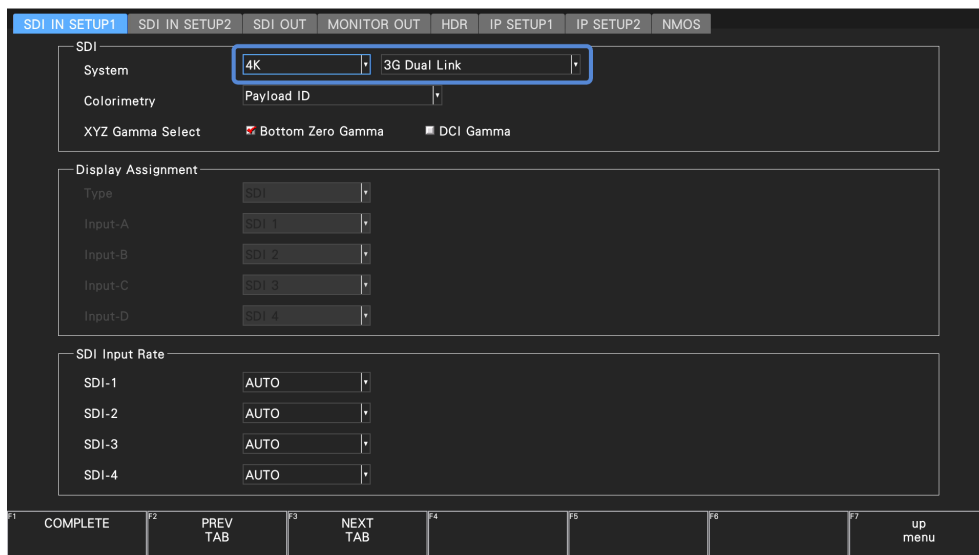 SDI IN SETUP1 SDI IN SETUP2 SDI OUT MONITOR OUT HDR IP SETUP1 IP SETUP2 NMOS
SDI
System 4K 3G Dual Link
Colorimetry Payload ID
XYZ Gamma Select Bottom Zero Gamma DCI Gamma
Display Assignment
Type SDI
Input-A SDI 1
Input-B SDI 2
Input-C SDI 3
Input-D SDI 4
SDI Input Rate
SDI-1 AUTO
SDI-2 AUTO
SDI-3 AUTO
SDI-4 AUTO
F1 COMPLETE F2 PREV F3 NEXT F4 F5 F6 F7 up
TAB TAB menu